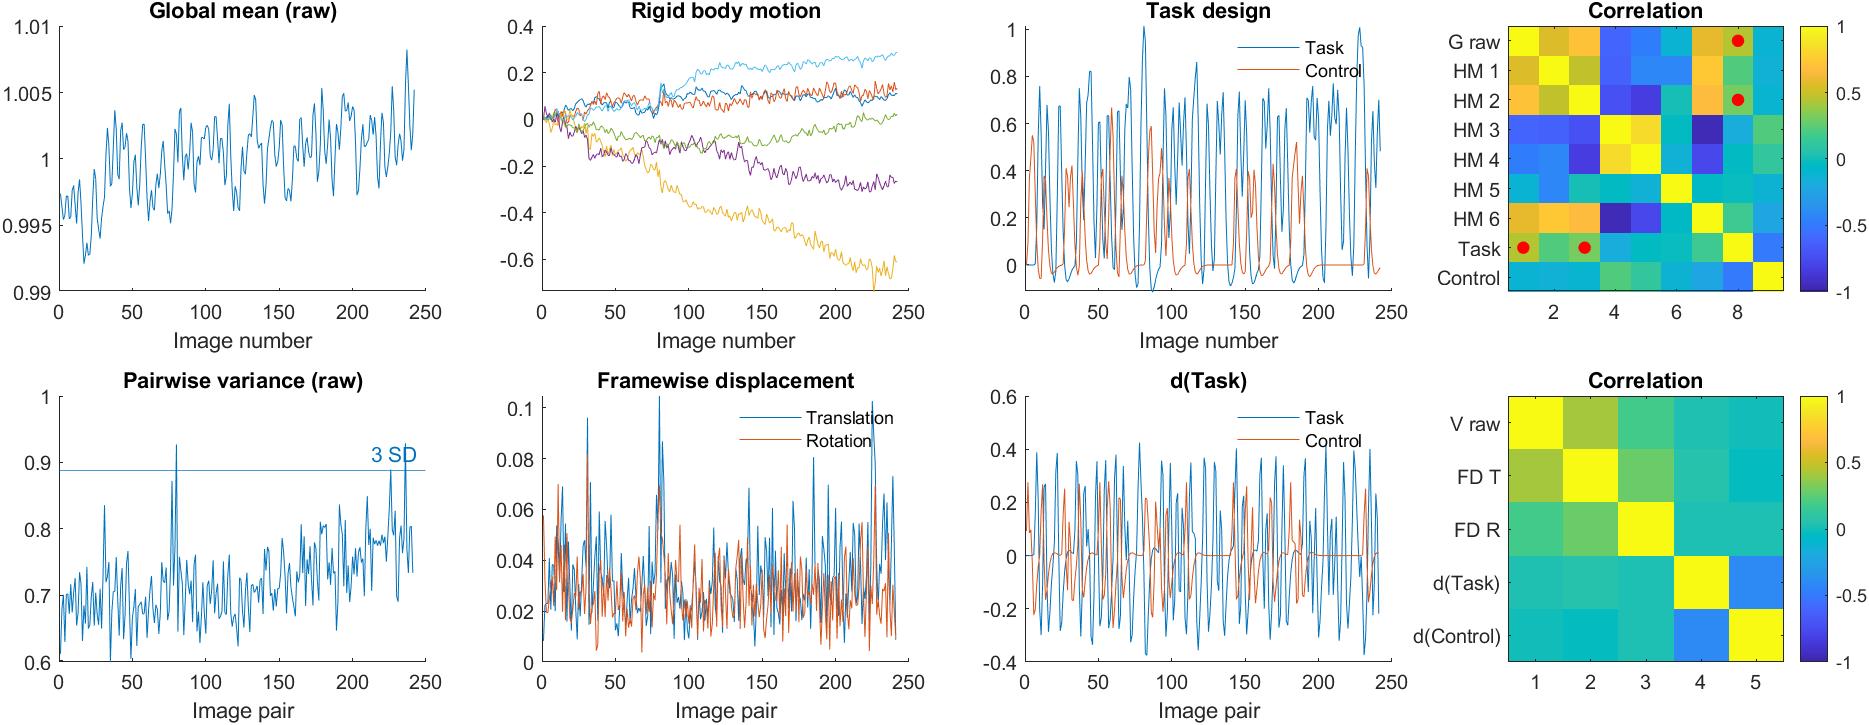 Global mean (raw)
1.01
1.005
1
0.995
0.99
0 50 100 150 200 250
Image number
Rigid body motion
0.4
0.2
0
-0.2
-0.4
-0.6
0 50 100 150 200 250
Image number
Task design
1
0.8
0.6
0.4
0.2
0
Task
Control
0 50 100 150 200 250
Image number
Correlation
G raw
HM 1
HM 2
HM 3
HM 4
HM 5
HM 6
Task
Control
2 4 6 8
1
0.5
0
-0.5
-1
Pairwise variance (raw)
1
0.9
0.8
0.7
0.6
3 SD
0 50 100 150 200 250
Image pair
Framewise displacement
0.1
0.08
0.06
0.04
0.02
0
Translation
Rotation
0 50 100 150 200 250
Image pair
d(Task)
0.6
0.4
0.2
0
-0.2
-0.4
Task
Control
0 50 100 150 200 250
Image pair
Correlation
V raw
FD T
FD R
d(Task)
d(Control)
1 2 3 4 5
1
0.5
0
-0.5
-1